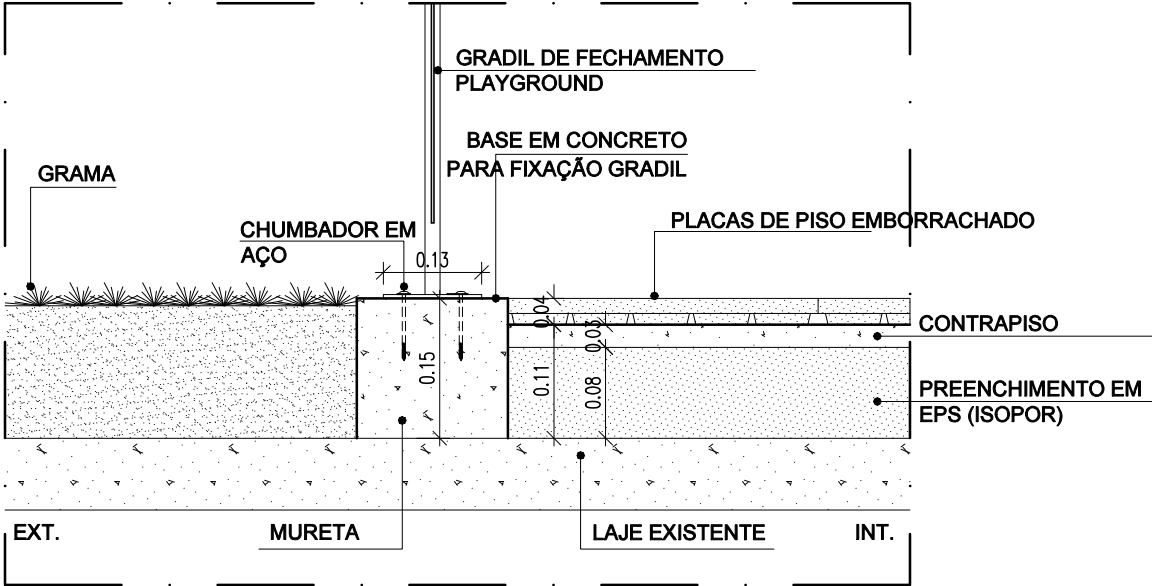 GRADIL DE FECHAMENTO
PLAYGROUND
BASE EM CONCRETO
PARA FIXAÇÃO GRADIL
GRAMA
PLACAS DE PISO EMBORRACHADO
CHUMBADOR EM
AÇO
0.13
0.04
0.03
0.15
0.11
0.08
CONTRAPISO
PREENCHIMENTO EM
EPS (ISOPOR)
EXT.
MURETA
LAJE EXISTENTE
INT.